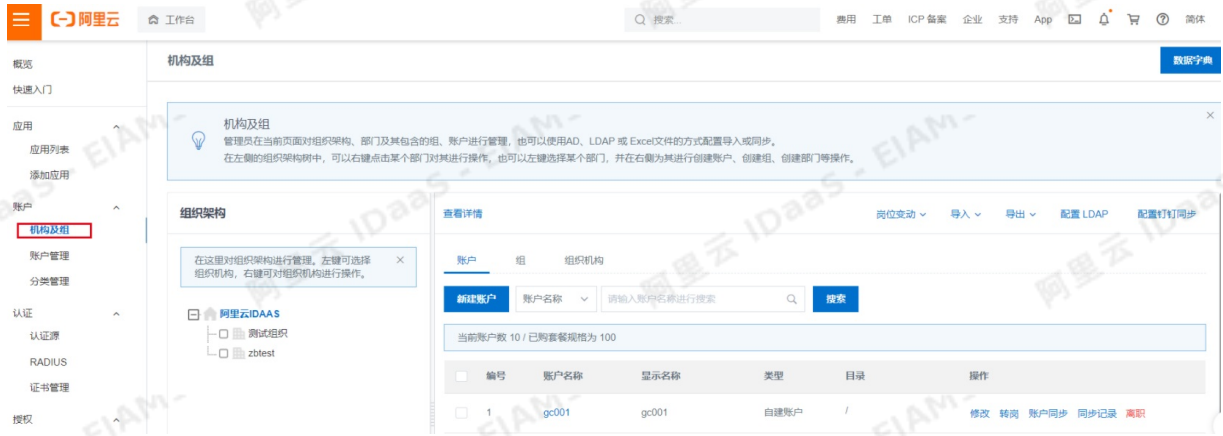 阿里云 工作台 搜索... 费用 工单 ICP 备案 企业 支持 App 简体
概览
快速入门
应用
应用列表
添加应用
账户
机构及组
账户管理
分类管理
认证
认证源
RADIUS
证书管理
授权
机构及组 数据字典
机构及组
管理员在当前页面对组织架构、部门及其包含的组、账户进行管理，也可以使用AD、LDAP 或 Excel文件的方式配置导入或同步。
在左侧的组织架构树中，可以右键点击某个部门对其进行操作，也可以左键选择某个部门，并在右侧为其进行创建账户、创建组、创建部门等操作。
组织架构
在这里对组织架构进行管理。左键可选择
组织机构，右键可对组织机构进行操作。
阿里云IDAAS
测试组织
zbtest
查看详情 岗位变动 导入 导出 配置 LDAP 配置钉钉同步
账户 组 组织机构
新建账户 账户名称 请输入账户名称进行搜索 搜索
当前账户数 10 / 已购套餐规格为 100
编号 账户名称 显示名称 类型 目录 操作
1 gc001 gc001 自建账户 / 修改 转岗 账户同步 同步记录 离职
阿里云 IDaaS - EIAM